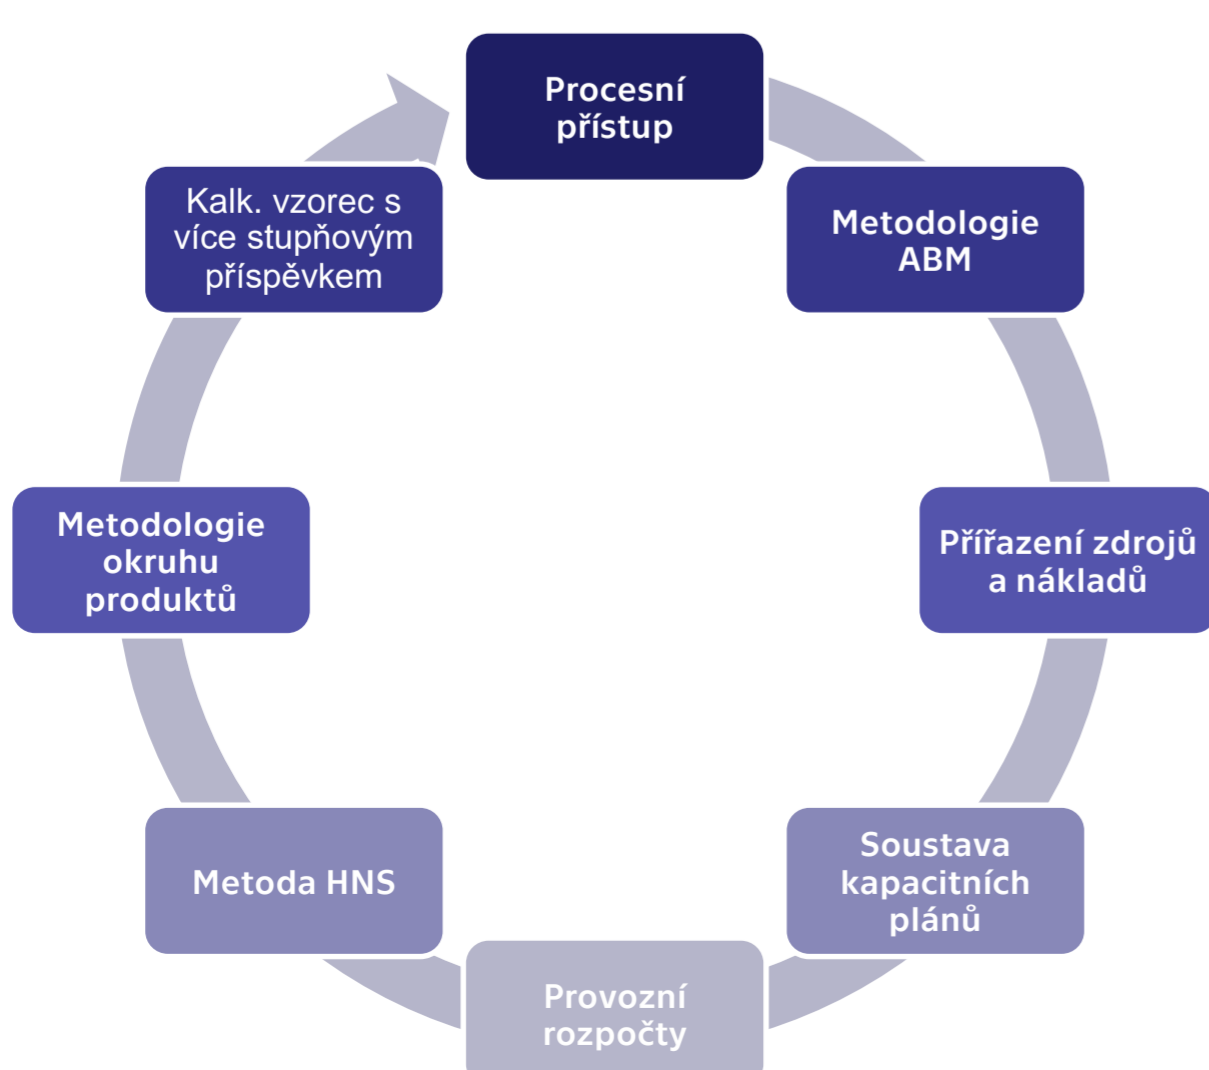 Procesní
přístup
Metodologie
ABM
Přířazení zdrojů
a nákladů
Soustava
kapacitních
plánů
Provozní
rozpočty
Metoda HNS
Metodologie
okruhu
produktů
Kalk. vzorec s
více stupňovým
příspěvkem